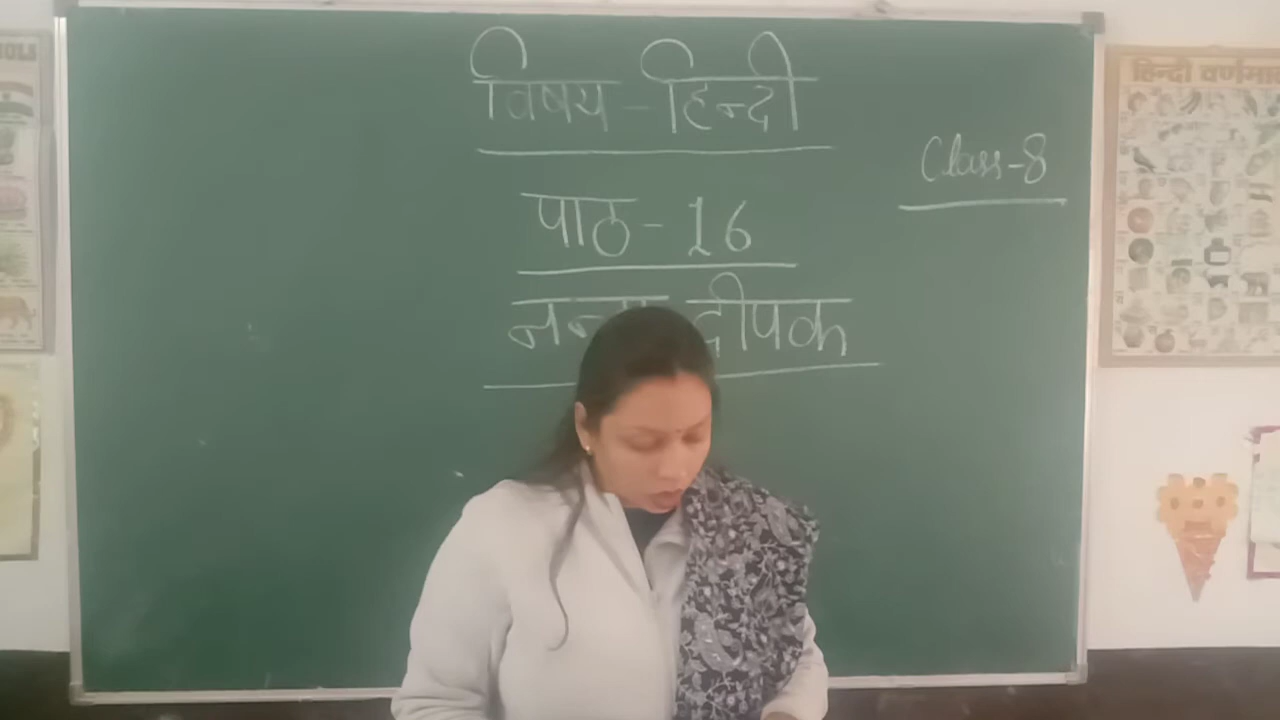 विषय - हिन्दी
Class-8
पाठ - 16
दीपक
हिन्दी